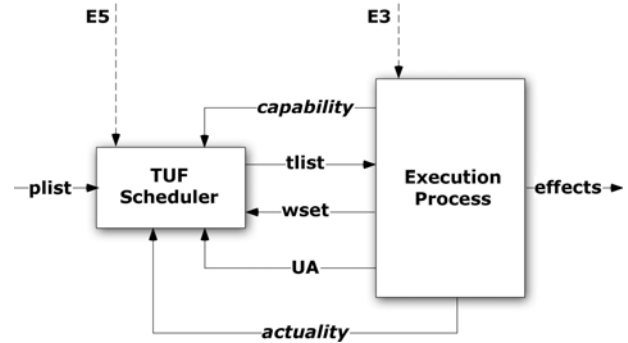 E5
E3
capability
TUF
Scheduler
tlist
Execution
Process
plist
effects
wset
UA
actuality